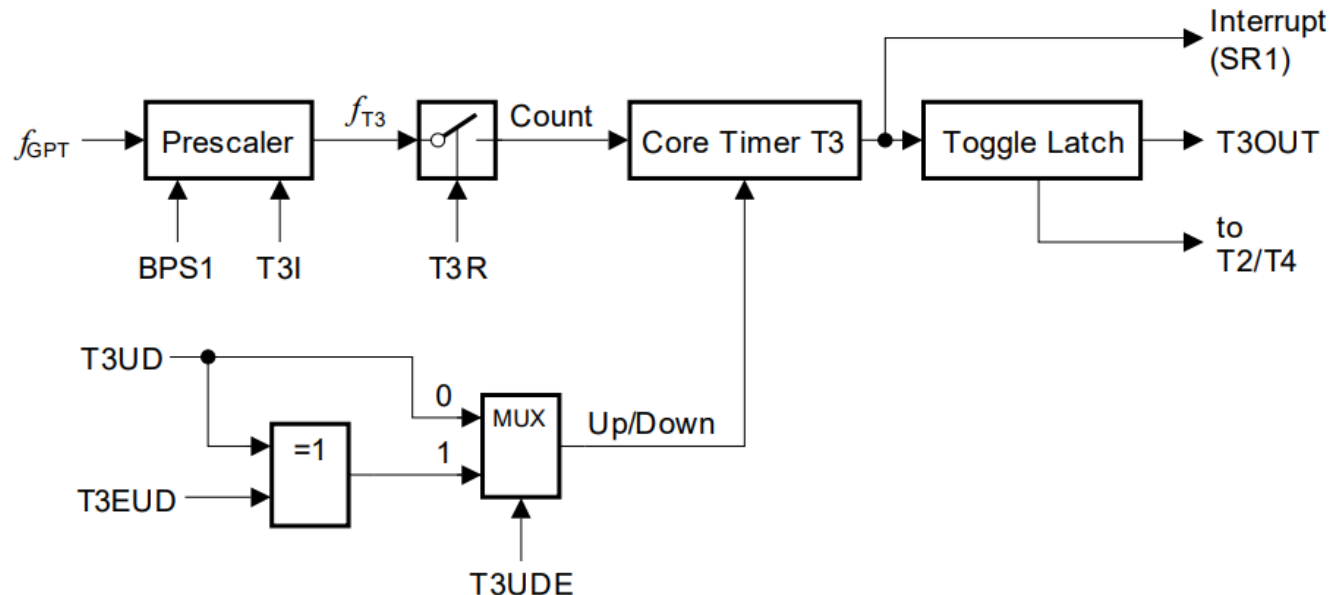 Interrupt
(SR1)
fGPT
Prescaler
fT3
Count
Core Timer T3
Toggle Latch
T3OUT
BPS1
T3I
T3R
to
T2/T4
T3UD
0
MUX
Up/Down
=1
1
T3EUD
T3UDE